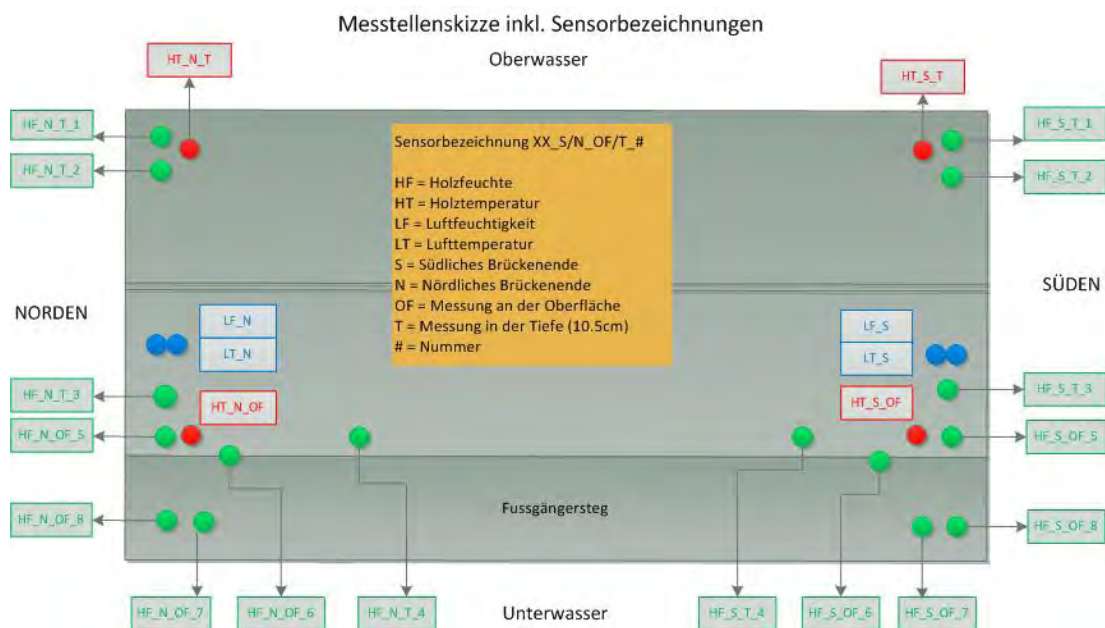 Messtellenskizze inkl. Sensorbezeichnungen
Oberwasser
HT_N_T
HT_S_T
HF_N_T_1
HF_N_T_2
HF_S_T_1
HF_S_T_2
Sensorbezeichnung XX_S/N_OF/T_#
HF = Holzfeuchte
HT = Holztemperatur
LF = Luftfeuchtigkeit
LT = Lufttemperatur
S = Südliches Brückenende
N = Nördliches Brückenende
OF = Messung an der Oberfläche
T = Messung in der Tiefe (10.5cm)
# = Nummer
NORDEN
SÜDEN
LF_N
LT_N
LF_S
LT_S
HF_N_T_3
HT_N_OF
HT_S_OF
HF_S_T_3
HF_N_OF_5
HF_S_OF_5
HF_N_OF_8
Fussgängersteg
HF_S_OF_8
HF_N_OF_7
HF_N_OF_6
HF_N_T_4
Unterwasser
HF_S_T_4
HF_S_OF_6
HF_S_OF_7